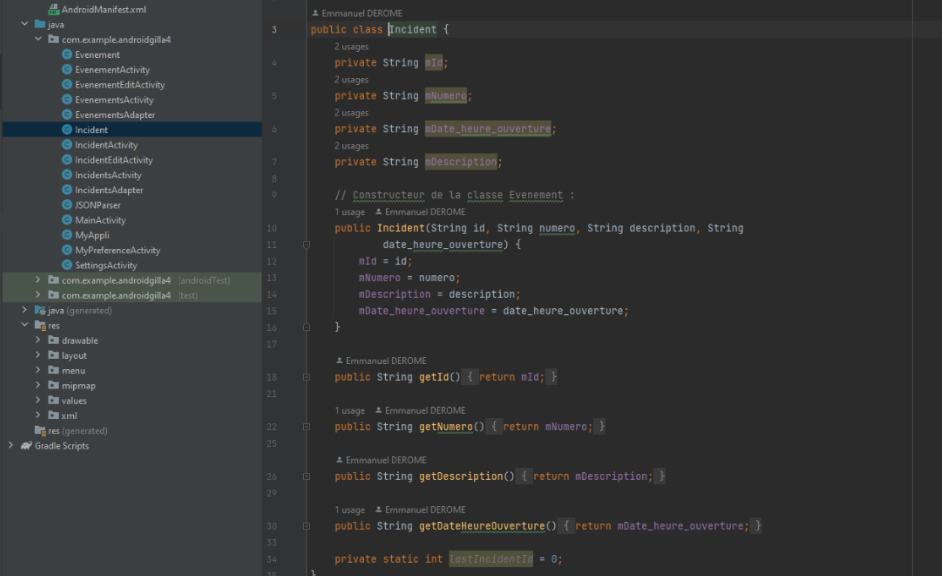 AndroidManifest.xml
java
com.example.androidgilla4
Evenement
EvenementActivity
EvenementEditActivity
EvenementsActivity
EvenementsAdapter
Incident
IncidentActivity
IncidentEditActivity
IncidentsActivity
IncidentsAdapter
JSONParser
MainActivity
MyAppli
MyPreferenceActivity
SettingsActivity
com.example.androidgilla4 (androidTest)
com.example.androidgilla4 (test)
java (generated)
res
drawable
layout
menu
mipmap
values
xml
res (generated)
Gradle Scripts
Emmanuel DEROME
3 public class Incident {
2 usages
4 private String mId;
2 usages
5 private String mNumero;
2 usages
6 private String mDate_heure_ouverture;
2 usages
7 private String mDescription;
8
9 // Constructeur de la classe Evenement :
1 usage Emmanuel DEROME
10 public Incident(String id, String numero, String description, String
11 date_heure_ouverture) {
12 mId = id;
13 mNumero = numero;
14 mDescription = description;
15 mDate_heure_ouverture = date_heure_ouverture;
16 }
17
Emmanuel DEROME
18 public String getId() { return mId; }
21
1 usage Emmanuel DEROME
22 public String getNumero() { return mNumero; }
25
Emmanuel DEROME
26 public String getDescription() { return mDescription; }
29
1 usage Emmanuel DEROME
30 public String getDateHeureOuverture() { return mDate_heure_ouverture; }
33
34 private static int lastIncidentId = 0;
35 }